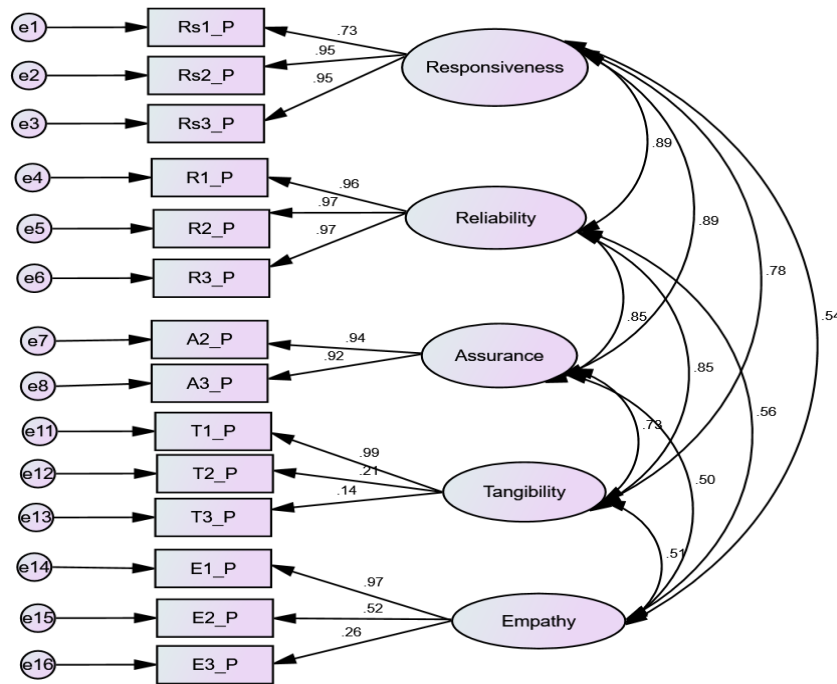 e1 Rs1_P .73
e2 Rs2_P .95 Responsiveness
e3 Rs3_P .95
.89
e4 R1_P .96
e5 R2_P .97 Reliability .89
e6 R3_P .97 .78
.85 .54
e7 A2_P .94
e8 A3_P .92 Assurance .85
.56
e11 T1_P .99 .73
e12 T2_P .21 .50
e13 T3_P .14 Tangibility
.51
e14 E1_P .97
e15 E2_P .52 Empathy
e16 E3_P .26